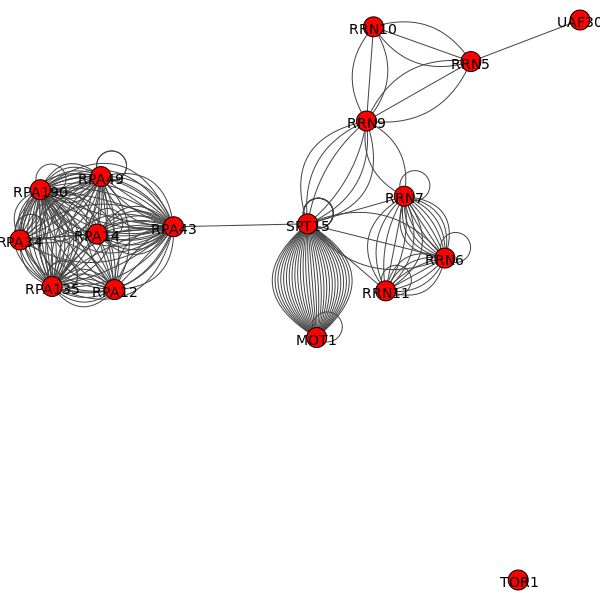 UAF30
RRN10
RRN5
RRN9
RPA49
RPA190
RRN7
SPT15
RPA43
RPA14
RPA34
RRN6
RPA135
RPA12
RRN11
MOT1
TOR1